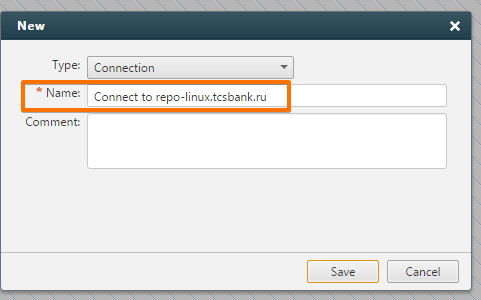 New
Type: Connection
* Name: Connect to repo-linux.tcsbank.ru
Comment:
Save Cancel